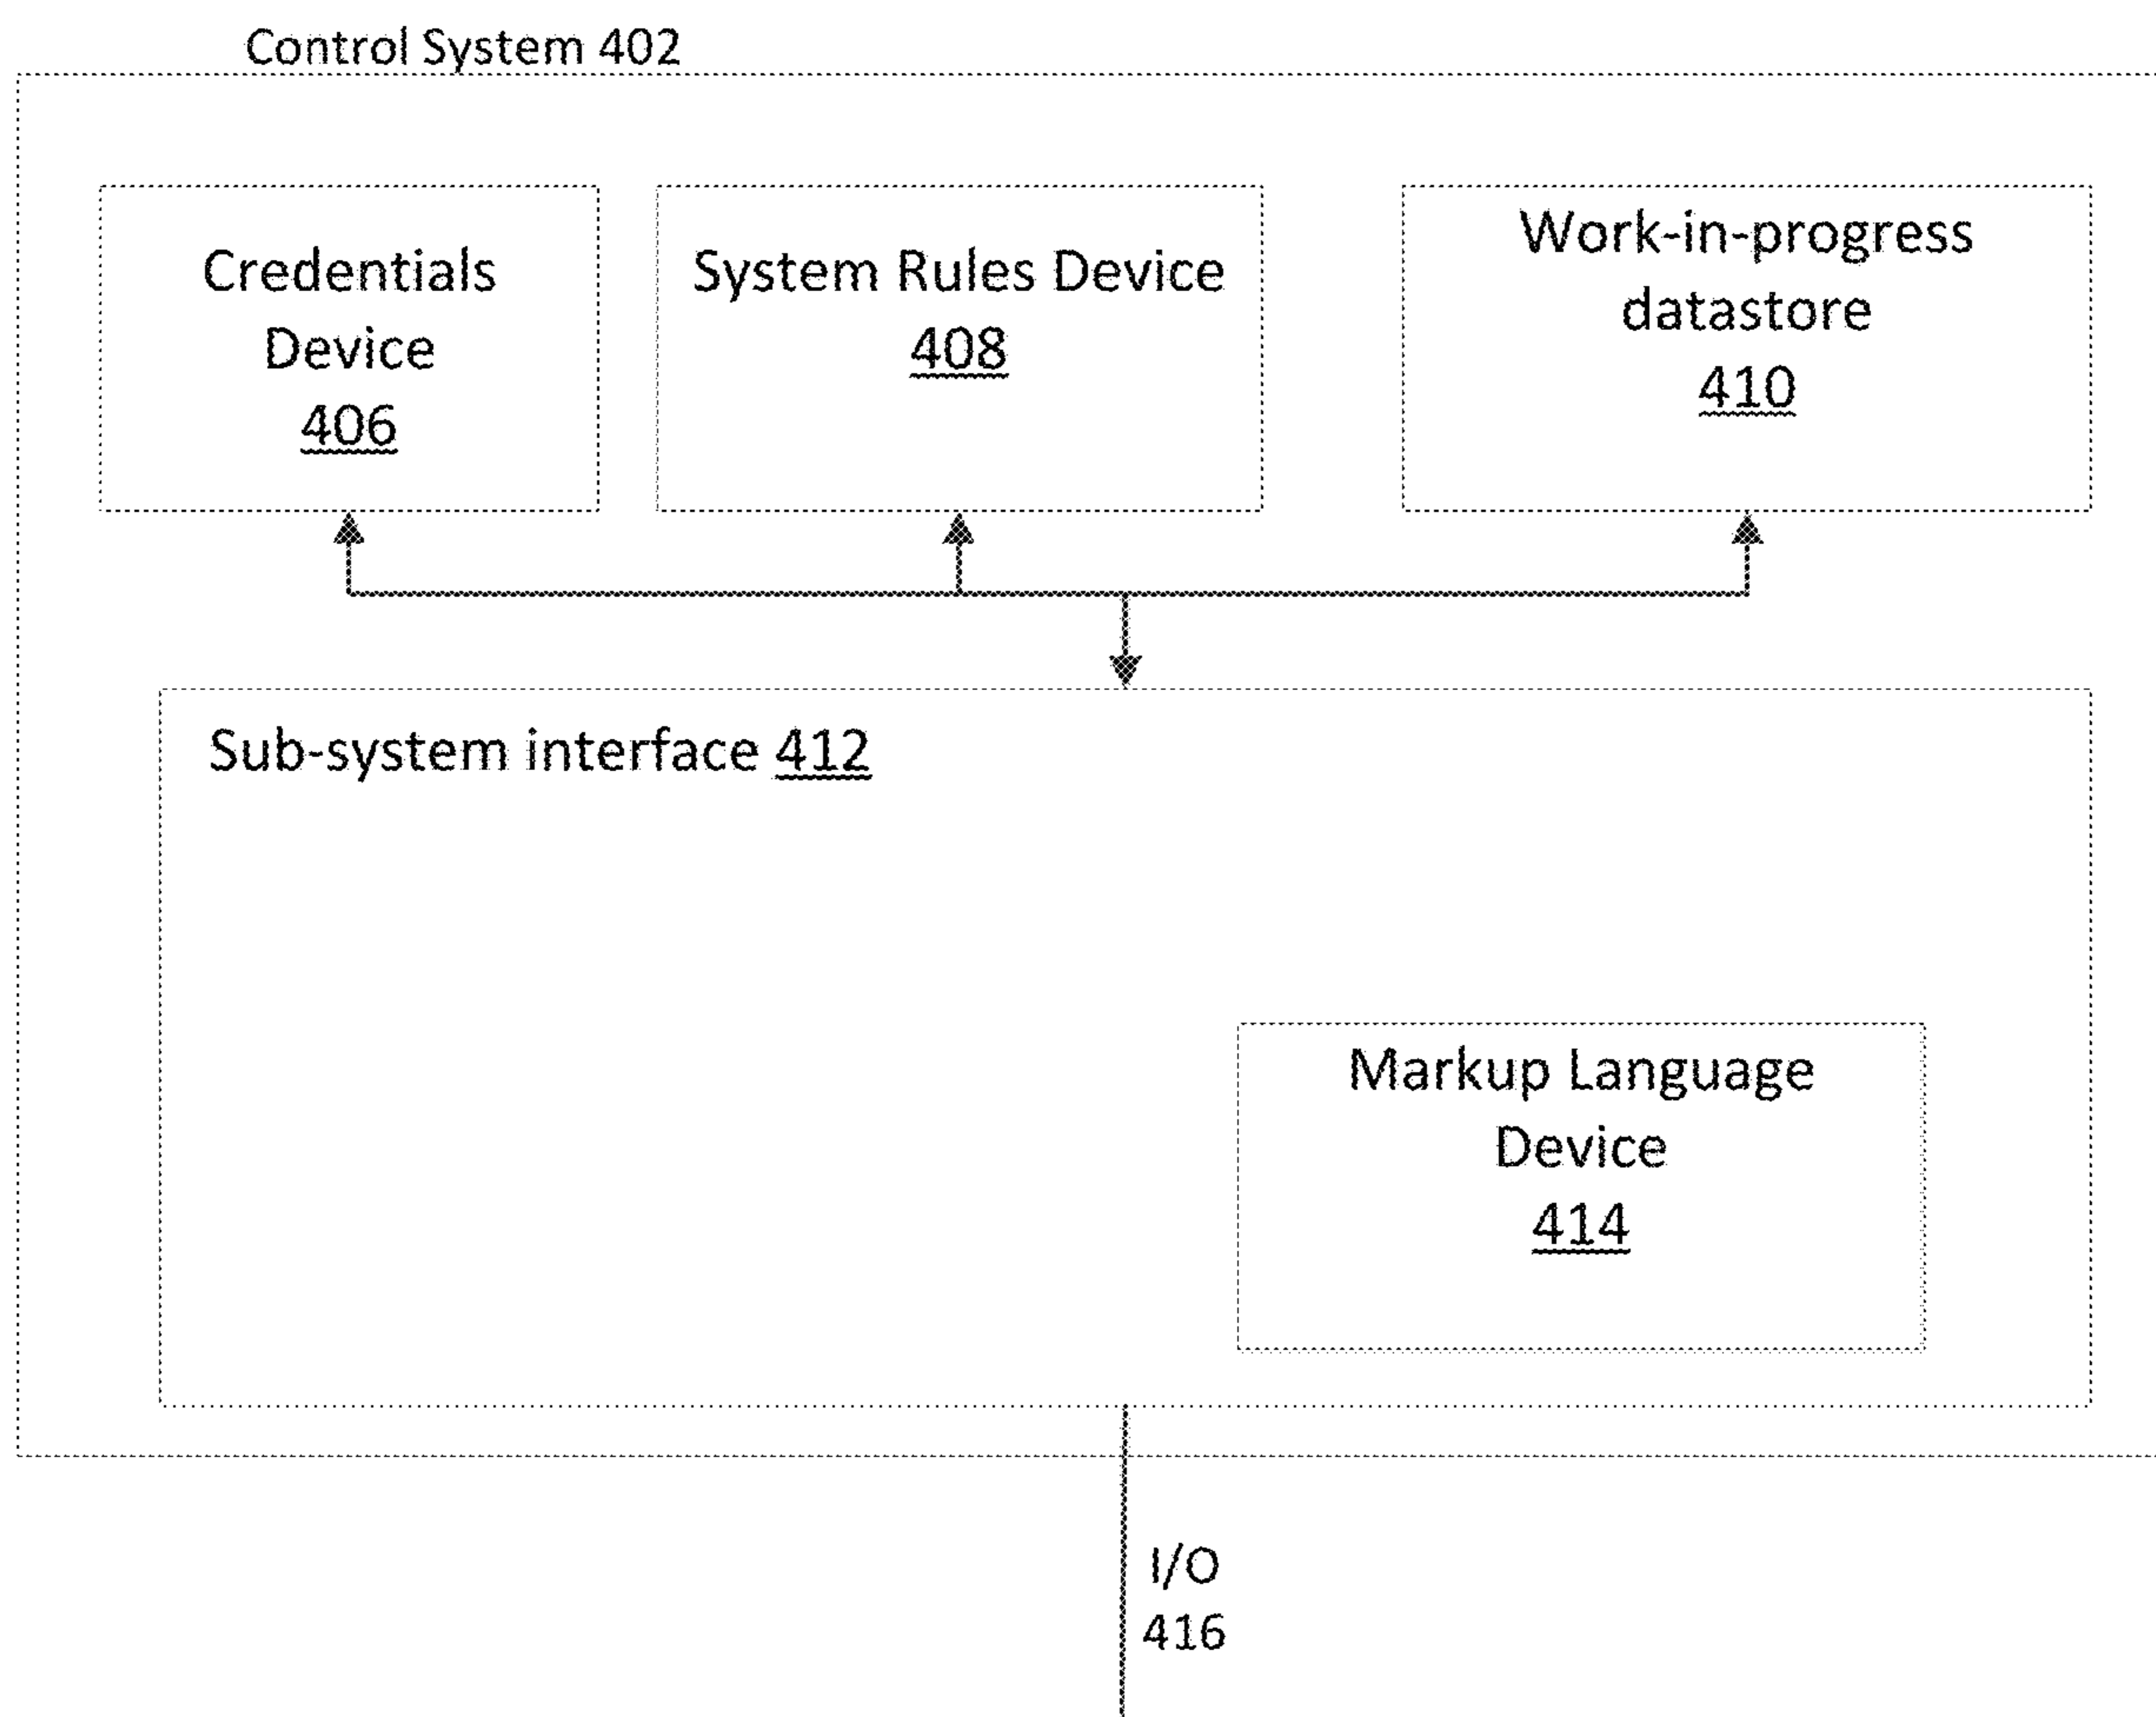 Control System 402
Credentials
Device
406
System Rules Device
408
Work-in-progress
datastore
410
Sub-system interface 412
Markup Language
Device
414
I/O
416